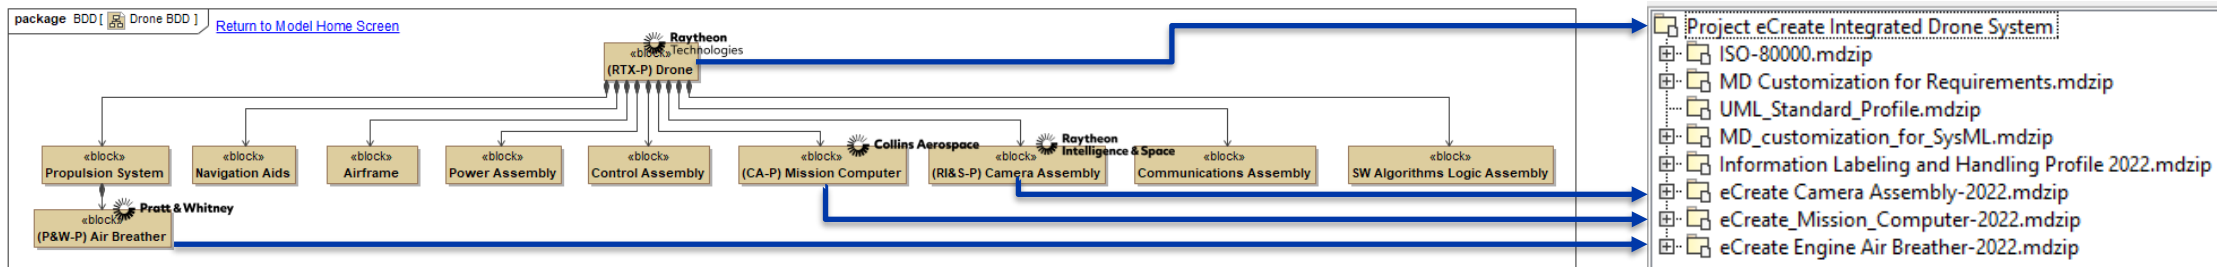 package BDD [ Drone BDD ]
Return to Model Home Screen
Raytheon
Technologies
«block»
(RTX-P) Drone
«block»
Propulsion System
«block»
Navigation Aids
«block»
Airframe
«block»
Power Assembly
«block»
Control Assembly
Collins Aerospace
«block»
(CA-P) Mission Computer
Raytheon
Intelligence & Space
«block»
(RI&S-P) Camera Assembly
«block»
Communications Assembly
«block»
SW Algorithms Logic Assembly
Pratt & Whitney
«block»
(P&W-P) Air Breather
Project eCreate Integrated Drone System
ISO-80000.mdzip
MD Customization for Requirements.mdzip
UML_Standard_Profile.mdzip
MD_customization_for_SysML.mdzip
Information Labeling and Handling Profile 2022.mdzip
eCreate Camera Assembly-2022.mdzip
eCreate_Mission_Computer-2022.mdzip
eCreate Engine Air Breather-2022.mdzip